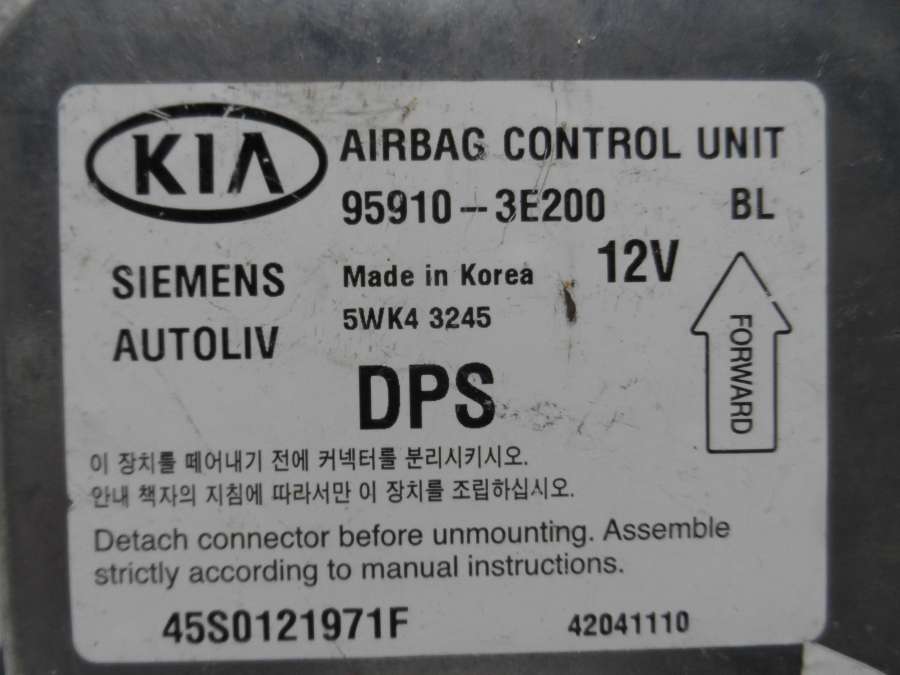 KIA
AIRBAG CONTROL UNIT
95910-3E200 BL
SIEMENS
AUTOLIV
Made in Korea
12V
5WK4 3245
DPS
FORWARD
이 장치를 떼어내기 전에 커넥터를 분리시키시오.
안내 책자의 지침에 따라서만 이 장치를 조립하십시오.
Detach connector before unmounting. Assemble
strictly according to manual instructions.
45S0121971F
42041110